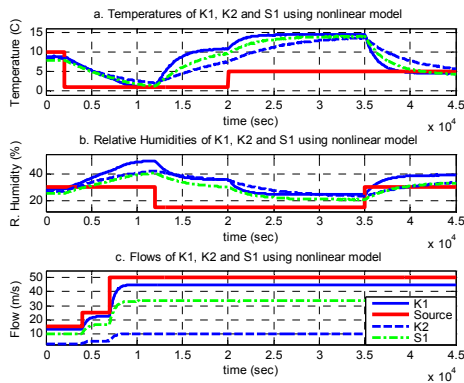 a. Temperatures of K1, K2 and S1 using nonlinear model
Temperature (C)
15
10
5
0
0 0.5 1 1.5 2 2.5 3 3.5 4 4.5
time (sec)
x 10^4
b. Relative Humidities of K1, K2 and S1 using nonlinear model
R. Humidity (%)
40
20
0 0.5 1 1.5 2 2.5 3 3.5 4 4.5
time (sec)
x 10^4
c. Flows of K1, K2 and S1 using nonlinear model
Flow (m/s)
50
40
30
20
10
K1
Source
K2
S1
0 0.5 1 1.5 2 2.5 3 3.5 4 4.5
time (sec)
x 10^4